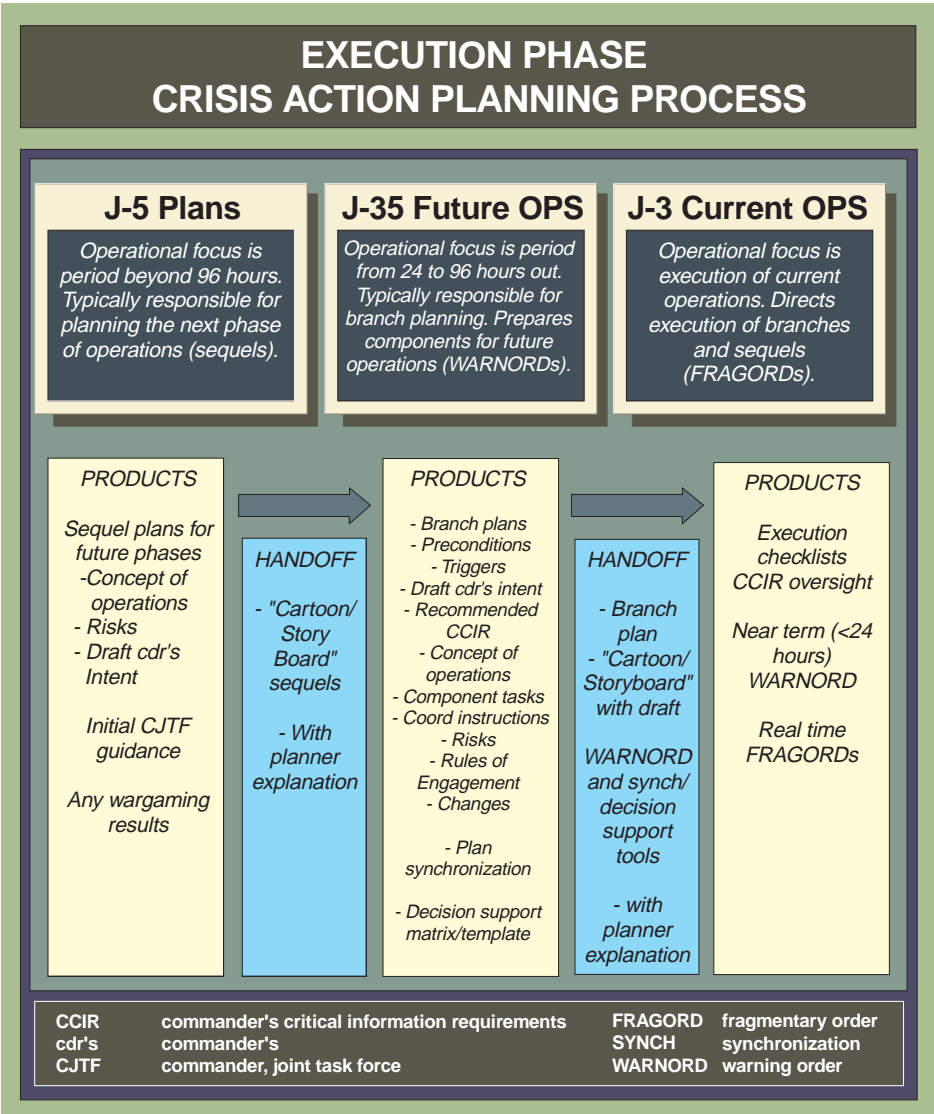 EXECUTION PHASE
CRISIS ACTION PLANNING PROCESS
J-5 Plans
Operational focus is
period beyond 96 hours.
Typically responsible for
planning the next phase
of operations (sequels).
J-35 Future OPS
Operational focus is period
from 24 to 96 hours out.
Typically responsible for
branch planning. Prepares
components for future
operations (WARNORDs).
J-3 Current OPS
Operational focus is
execution of current
operations. Directs
execution of branches
and sequels
(FRAGORDs).
PRODUCTS
Sequel plans for
future phases
-Concept of
operations
- Risks
- Draft cdr's
Intent
Initial CJTF
guidance
Any wargaming
results
HANDOFF
- "Cartoon/
Story
Board"
sequels
- With
planner
explanation
PRODUCTS
- Branch plans
- Preconditions
- Triggers
- Draft cdr's intent
- Recommended
CCIR
- Concept of
operations
- Component tasks
- Coord instructions
- Risks
- Rules of
Engagement
- Changes
- Plan
synchronization
- Decision support
matrix/template
HANDOFF
- Branch
plan
- "Cartoon/
Storyboard"
with draft
WARNORD
and synch/
decision
support
tools
- with
planner
explanation
PRODUCTS
Execution
checklists
CCIR oversight
Near term (<24
hours)
WARNORD
Real time
FRAGORDs
CCIR commander's critical information requirements
cdr's commander's
CJTF commander, joint task force
FRAGORD fragmentary order
SYNCH synchronization
WARNORD warning order